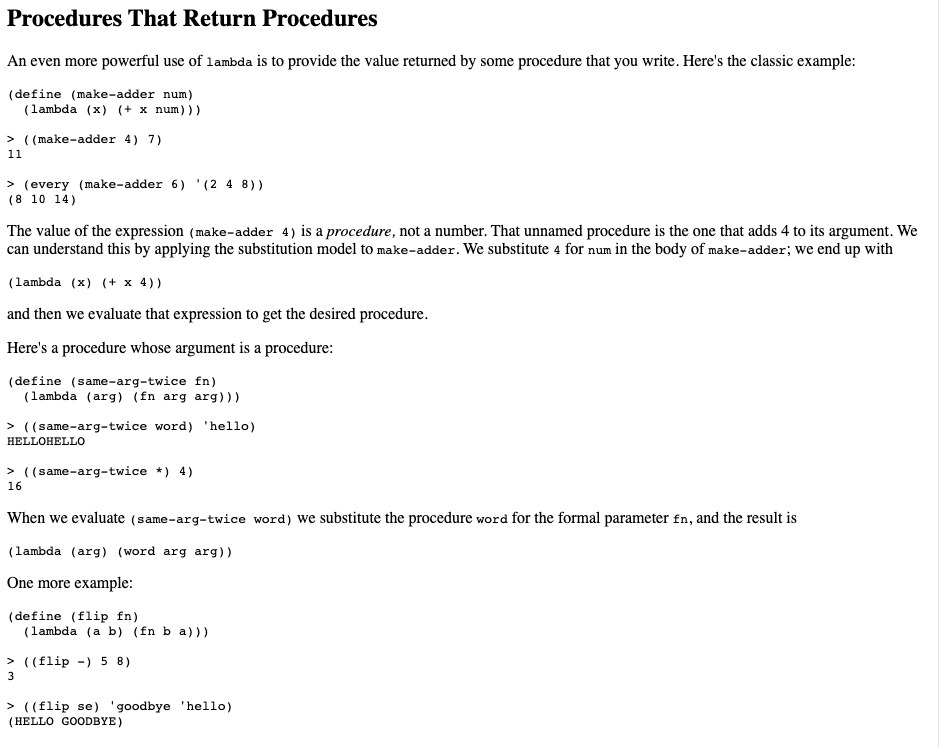 Procedures That Return Procedures
An even more powerful use of lambda is to provide the value returned by some procedure that you write. Here's the classic example:
(define (make-adder num)
  (lambda (x) (+ x num)))
> ((make-adder 4) 7)
11
> (every (make-adder 6) '(2 4 8))
(8 10 14)
The value of the expression (make-adder 4) is a procedure, not a number. That unnamed procedure is the one that adds 4 to its argument. We
can understand this by applying the substitution model to make-adder. We substitute 4 for num in the body of make-adder; we end up with
(lambda (x) (+ x 4))
and then we evaluate that expression to get the desired procedure.
Here's a procedure whose argument is a procedure:
(define (same-arg-twice fn)
  (lambda (arg) (fn arg arg)))
> ((same-arg-twice word) 'hello)
HELLOHELLO
> ((same-arg-twice *) 4)
16
When we evaluate (same-arg-twice word) we substitute the procedure word for the formal parameter fn, and the result is
(lambda (arg) (word arg arg))
One more example:
(define (flip fn)
  (lambda (a b) (fn b a)))
> ((flip -) 5 8)
3
> ((flip se) 'goodbye 'hello)
(HELLO GOODBYE)